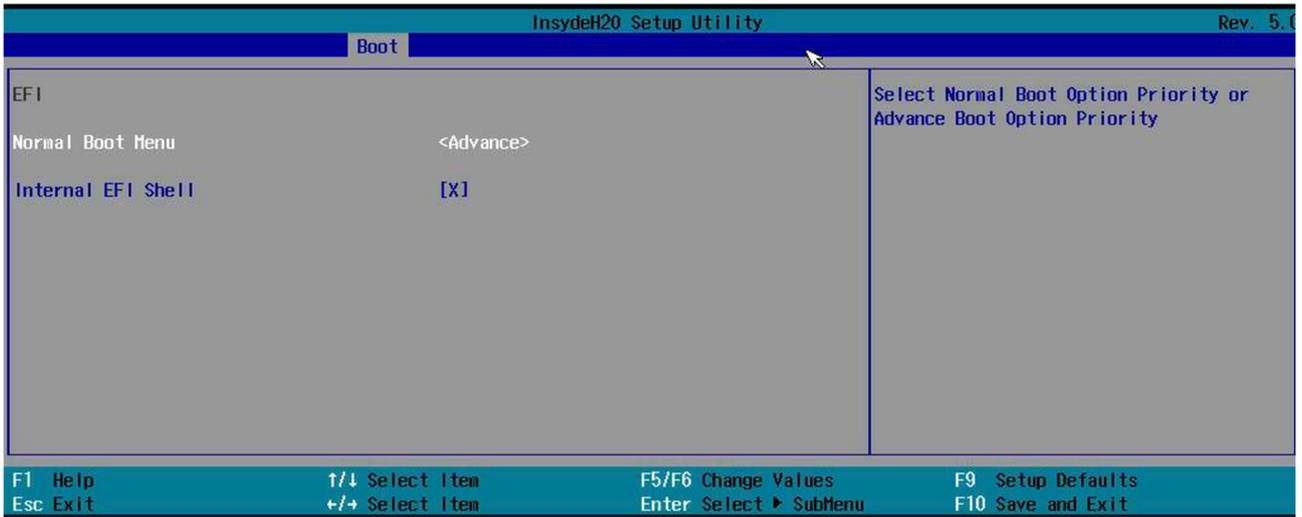 InsydeH2O Setup Utility Rev. 5.0
Boot
EFI
Normal Boot Menu <Advance>
Internal EFI Shell [X]
Select Normal Boot Option Priority or
Advance Boot Option Priority
F1 Help ↑/↓ Select Item F5/F6 Change Values F9 Setup Defaults
Esc Exit ←/→ Select Item Enter Select ▶ SubMenu F10 Save and Exit